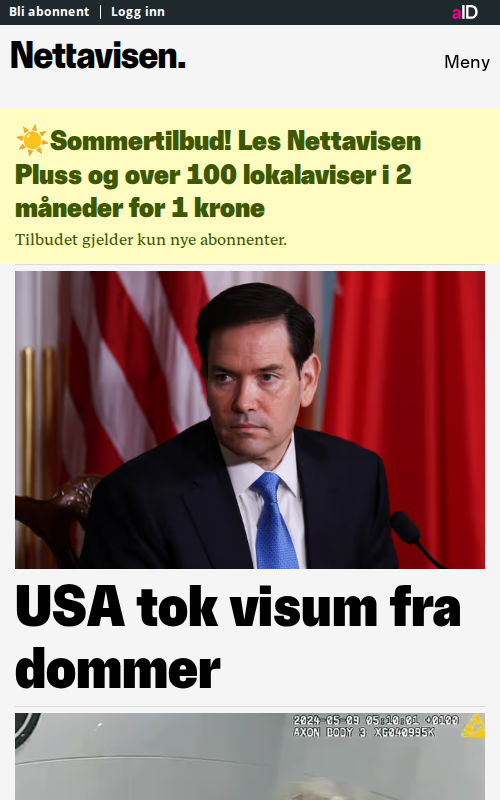 Bli abonnent | Logg inn
aID
Nettavisen.
Meny
☀️Sommertilbud! Les Nettavisen
Pluss og over 100 lokalaviser i 2
måneder for 1 krone
Tilbudet gjelder kun nye abonnenter.
USA tok visum fra
dommer
2024-05-09 05:10:01 +0100
AXON BODY 3 X6040995K